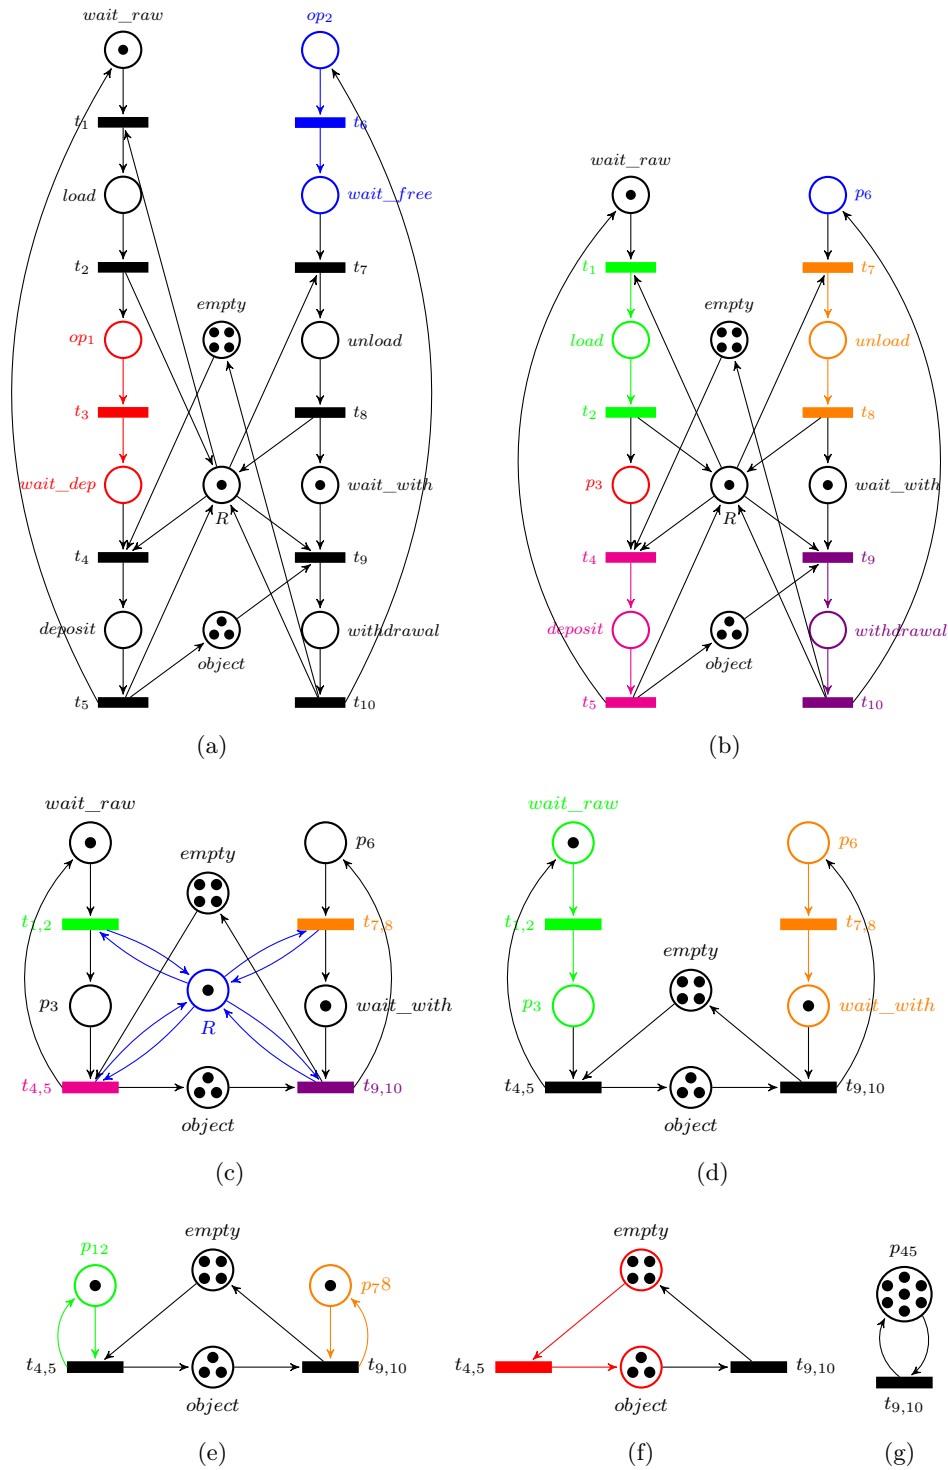 wait_raw
op₂
t₁
t₆
load
wait_free
t₂
t₇
op₁
empty
unload
t₃
t₈
wait_dep
R
wait_with
t₄
t₉
deposit
object
withdrawal
t₅
t₁₀
(a)
wait_raw
p₆
t₁
t₇
load
empty
unload
t₂
t₈
p₃
R
wait_with
t₄
t₉
deposit
object
withdrawal
t₅
t₁₀
(b)
wait_raw
p₆
empty
t₁,₂
t₇,₈
p₃
R
wait_with
t₄,₅
t₉,₁₀
object
(c)
wait_raw
p₆
t₁,₂
t₇,₈
empty
p₃
wait_with
t₄,₅
t₉,₁₀
object
(d)
empty
p₁₂
p₇8
t₄,₅
t₉,₁₀
object
(e)
empty
t₄,₅
t₉,₁₀
object
(f)
p₄₅
t₉,₁₀
(g)